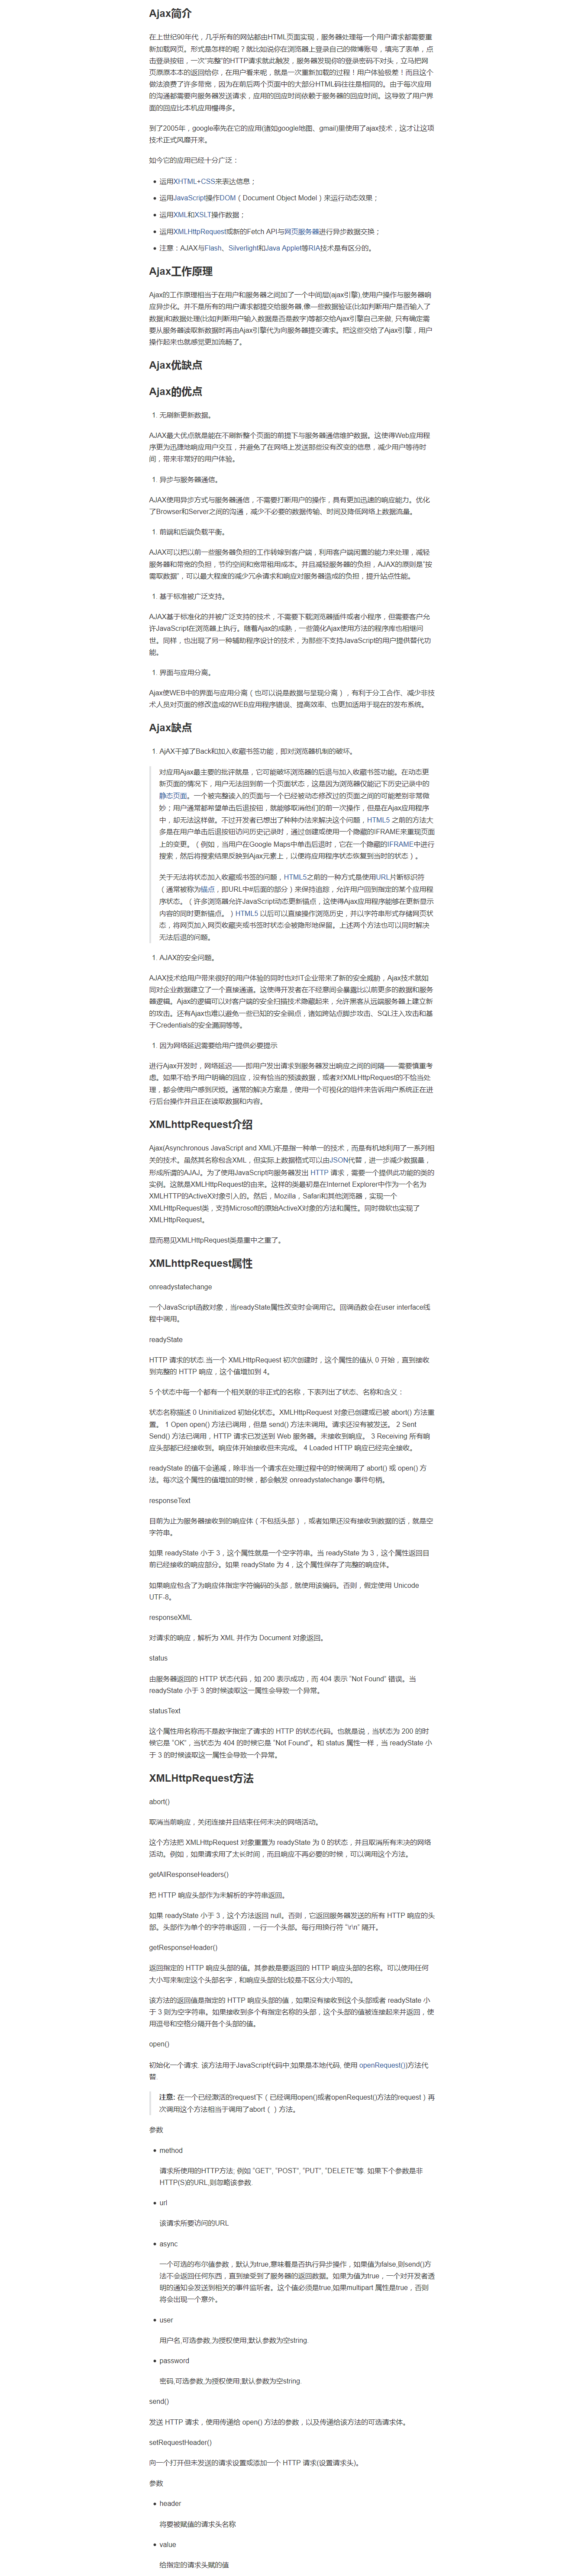 Ajax简介
在上世纪90年代，几乎所有的网站都由HTML页面实现，服务器处理每一个用户请求都需要重
新加载网页。形式是怎样的呢？就比如说你在浏览器上登录自己的微博账号，填完了表单，点
击登录按钮，一次"完整"的HTTP请求就此触发，服务器发现你的登录密码不对头，立马把网
页原原本本的返回给你，在用户看来呢，就是一次重新加载的过程！用户体验极差！而且这个
做法浪费了许多带宽，因为在前后两个页面中的大部分HTML码往往是相同的。由于每次应用
的沟通都需要向服务器发送请求，应用的回应时间依赖于服务器的回应时间。这导致了用户界
面的回应比本机应用慢得多。
到了2005年，google率先在它的应用(诸如google地图、gmail)里使用了ajax技术，这才让这项
技术正式风靡开来。
如今它的应用已经十分广泛：
运用XHTML+CSS来表达信息；
运用JavaScript操作DOM（Document Object Model）来运行动态效果；
运用XML和XSLT操作数据；
运用XMLHttpRequest或新的Fetch API与网页服务器进行异步数据交换；
注意：AJAX与Flash、Silverlight和Java Applet等RIA技术是有区分的。
Ajax工作原理
Ajax的工作原理相当于在用户和服务器之间加了一个中间层(ajax引擎),使用户操作与服务器响
应异步化。并不是所有的用户请求都提交给服务器,像一些数据验证(比如判断用户是否输入了
数据)和数据处理(比如判断用户输入数据是否是数字)等都交给Ajax引擎自己来做, 只有确定需
要从服务器读取新数据时再由Ajax引擎代为向服务器提交请求。把这些交给了Ajax引擎，用户
操作起来也就感觉更加流畅了。
Ajax优缺点
Ajax的优点
1. 无刷新更新数据。
AJAX最大优点就是能在不刷新整个页面的前提下与服务器通信维护数据。这使得Web应用程
序更为迅捷地响应用户交互，并避免了在网络上发送那些没有改变的信息，减少用户等待时
间，带来非常好的用户体验。
1. 异步与服务器通信。
AJAX使用异步方式与服务器通信，不需要打断用户的操作，具有更加迅速的响应能力。优化
了Browser和Server之间的沟通，减少不必要的数据传输、时间及降低网络上数据流量。
1. 前端和后端负载平衡。
AJAX可以把以前一些服务器负担的工作转嫁到客户端，利用客户端闲置的能力来处理，减轻
服务器和带宽的负担，节约空间和宽带租用成本。并且减轻服务器的负担，AJAX的原则是"按
需取数据"，可以最大程度的减少冗余请求和响应对服务器造成的负担，提升站点性能。
1. 基于标准被广泛支持。
AJAX基于标准化的并被广泛支持的技术，不需要下载浏览器插件或者小程序，但需要客户允
许JavaScript在浏览器上执行。随着Ajax的成熟，一些简化Ajax使用方法的程序库也相继问
世。同样，也出现了另一种辅助程序设计的技术，为那些不支持JavaScript的用户提供替代功
能。
1. 界面与应用分离。
Ajax使WEB中的界面与应用分离（也可以说是数据与呈现分离），有利于分工合作、减少非技
术人员对页面的修改造成的WEB应用程序错误、提高效率、也更加适用于现在的发布系统。
Ajax缺点
1. AjAX干掉了Back和加入收藏书签功能，即对浏览器机制的破坏。
对应用Ajax最主要的批评就是，它可能破坏浏览器的后退与加入收藏书签功能。在动态更
新页面的情况下，用户无法回到前一个页面状态，这是因为浏览器仅能记下历史记录中的
静态页面。一个被完整读入的页面与一个已经被动态修改过的页面之间的可能差别非常微
妙；用户通常都希望单击后退按钮，就能够取消他们的前一次操作，但是在Ajax应用程序
中，却无法这样做。不过开发者已想出了种种办法来解决这个问题，HTML5 之前的方法大
多是在用户单击后退按钮访问历史记录时，通过创建或使用一个隐藏的IFRAME来重现页面
上的变更。（例如，当用户在Google Maps中单击后退时，它在一个隐藏的IFRAME中进行
搜索，然后将搜索结果反映到Ajax元素上，以便将应用程序状态恢复到当时的状态）。
关于无法将状态加入收藏或书签的问题，HTML5之前的一种方式是使用URL片断标识符
（通常被称为锚点，即URL中#后面的部分）来保持追踪，允许用户回到指定的某个应用程
序状态。（许多浏览器允许JavaScript动态更新锚点，这使得Ajax应用程序能够在更新显示
内容的同时更新锚点。）HTML5 以后可以直接操作浏览历史，并以字符串形式存储网页状
态，将网页加入网页收藏夹或书签时状态会被隐形地保留。上述两个方法也可以同时解决
无法后退的问题。
1. AJAX的安全问题。
AJAX技术给用户带来很好的用户体验的同时也对IT企业带来了新的安全威胁，Ajax技术就如
同对企业数据建立了一个直接通道。这使得开发者在不经意间会暴露比以前更多的数据和服务
器逻辑。Ajax的逻辑可以对客户端的安全扫描技术隐藏起来，允许黑客从远端服务器上建立新
的攻击。还有Ajax也难以避免一些已知的安全弱点，诸如跨站点脚步攻击、SQL注入攻击和基
于Credentials的安全漏洞等等。
1. 因为网络延迟需要给用户提供必要提示
进行Ajax开发时，网络延迟——即用户发出请求到服务器发出响应之间的间隔——需要慎重考
虑。如果不给予用户明确的回应，没有恰当的预读数据，或者对XMLHttpRequest的不恰当处
理，都会使用户感到厌烦。通常的解决方案是，使用一个可视化的组件来告诉用户系统正在进
行后台操作并且正在读取数据和内容。
XMLhttpRequest介绍
Ajax(Asynchronous JavaScript and XML)不是指一种单一的技术，而是有机地利用了一系列相
关的技术。虽然其名称包含XML，但实际上数据格式可以由JSON代替，进一步减少数据量，
形成所谓的AJAJ。为了使用JavaScript向服务器发出 HTTP 请求，需要一个提供此功能的类的
实例。这就是XMLHttpRequest的由来。这样的类最初是在Internet Explorer中作为一个名为
XMLHTTP的ActiveX对象引入的。然后，Mozilla，Safari和其他浏览器，实现一个
XMLHttpRequest类，支持Microsoft的原始ActiveX对象的方法和属性。同时微软也实现了
XMLHttpRequest。
显而易见XMLHttpRequest类是重中之重了。
XMLhttpRequest属性
onreadystatechange
一个JavaScript函数对象，当readyState属性改变时会调用它。回调函数会在user interface线
程中调用。
readyState
HTTP 请求的状态.当一个 XMLHttpRequest 初次创建时，这个属性的值从 0 开始，直到接收
到完整的 HTTP 响应，这个值增加到 4。
5 个状态中每一个都有一个相关联的非正式的名称，下表列出了状态、名称和含义：
状态名称描述 0 Uninitialized 初始化状态。XMLHttpRequest 对象已创建或已被 abort() 方法重
置。 1 Open open() 方法已调用，但是 send() 方法未调用。请求还没有被发送。 2 Sent
Send() 方法已调用，HTTP 请求已发送到 Web 服务器。未接收到响应。 3 Receiving 所有响
应头部都已经接收到。响应体开始接收但未完成。 4 Loaded HTTP 响应已经完全接收。
readyState 的值不会递减，除非当一个请求在处理过程中的时候调用了 abort() 或 open() 方
法。每次这个属性的值增加的时候，都会触发 onreadystatechange 事件句柄。
responseText
目前为止为服务器接收到的响应体（不包括头部），或者如果还没有接收到数据的话，就是空
字符串。
如果 readyState 小于 3，这个属性就是一个空字符串。当 readyState 为 3，这个属性返回目
前已经接收的响应部分。如果 readyState 为 4，这个属性保存了完整的响应体。
如果响应包含了为响应体指定字符编码的头部，就使用该编码。否则，假定使用 Unicode
UTF-8。
responseXML
对请求的响应，解析为 XML 并作为 Document 对象返回。
status
由服务器返回的 HTTP 状态代码，如 200 表示成功，而 404 表示 "Not Found" 错误。当
readyState 小于 3 的时候读取这一属性会导致一个异常。
statusText
这个属性用名称而不是数字指定了请求的 HTTP 的状态代码。也就是说，当状态为 200 的时
候它是 "OK"，当状态为 404 的时候它是 "Not Found"。和 status 属性一样，当 readyState 小
于 3 的时候读取这一属性会导致一个异常。
XMLHttpRequest方法
abort()
取消当前响应，关闭连接并且结束任何未决的网络活动。
这个方法把 XMLHttpRequest 对象重置为 readyState 为 0 的状态，并且取消所有未决的网络
活动。例如，如果请求用了太长时间，而且响应不再必要的时候，可以调用这个方法。
getAllResponseHeaders()
把 HTTP 响应头部作为未解析的字符串返回。
如果 readyState 小于 3，这个方法返回 null。否则，它返回服务器发送的所有 HTTP 响应的头
部。头部作为单个的字符串返回，一行一个头部。每行用换行符 "\r\n" 隔开。
getResponseHeader()
返回指定的 HTTP 响应头部的值。其参数是要返回的 HTTP 响应头部的名称。可以使用任何
大小写来制定这个头部名字，和响应头部的比较是不区分大小写的。
该方法的返回值是指定的 HTTP 响应头部的值，如果没有接收到这个头部或者 readyState 小
于 3 则为空字符串。如果接收到多个有指定名称的头部，这个头部的值被连接起来并返回，使
用逗号和空格分隔开各个头部的值。
open()
初始化一个请求. 该方法用于JavaScript代码中;如果是本地代码, 使用 openRequest())方法代
替.
注意: 在一个已经激活的request下（已经调用open()或者openRequest()方法的request）再
次调用这个方法相当于调用了abort（）方法。
参数
method
请求所使用的HTTP方法; 例如 "GET", "POST", "PUT", "DELETE"等. 如果下个参数是非
HTTP(S)的URL,则忽略该参数.
url
该请求所要访问的URL
async
一个可选的布尔值参数，默认为true,意味着是否执行异步操作，如果值为false,则send()方
法不会返回任何东西，直到接受到了服务器的返回数据。如果为值为true，一个对开发者透
明的通知会发送到相关的事件监听者。这个值必须是true,如果multipart 属性是true，否则
将会出现一个意外。
user
用户名,可选参数,为授权使用;默认参数为空string.
password
密码,可选参数,为授权使用;默认参数为空string.
send()
发送 HTTP 请求，使用传递给 open() 方法的参数，以及传递给该方法的可选请求体。
setRequestHeader()
向一个打开但未发送的请求设置或添加一个 HTTP 请求(设置请求头)。
参数
header
将要被赋值的请求头名称
value
给指定的请求头赋的值